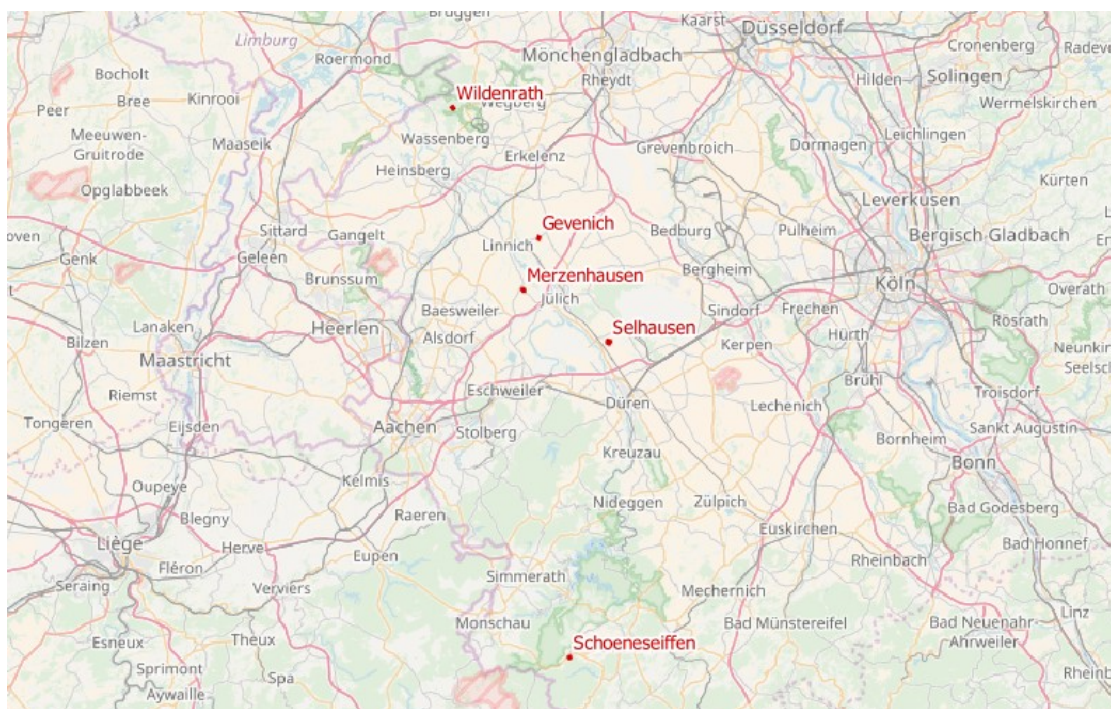 Brüggen
Kaarst
Düsseldorf
Limburg
Roermond
Mönchengladbach
Cronenberg
Radev
Bocholt
Rheydt
Hilden
Solingen
Peer
Bree
Kinrooi
Wildenrath
Wegberg
Wermelskirchen
Meeuwen-
Gruitrode
Maaseik
Wassenberg
Erkelenz
Grevenbroich
Dormagen
Leichlingen
Opglabbeek
Heinsberg
Kürten
Leverkusen
oven
Genk
Sittard
Gangelt
Gevenich
Linnich
Bedburg
Pulheim
Bergisch Gladbach
Geleen
Brunssum
Merzenhausen
Bergheim
Köln
Overath
Lanaken
Heerlen
Baesweiler
Jülich
Sindorf
Frechen
Rosrath
Bilzen
Maastricht
Alsdorf
Selhausen
Kerpen
Hürth
Neunkin
Seelsc
Riemst
Eschweiler
Düren
Lechenich
Brühl
Troisdorf
Tongeren
Eijsden
Aachen
Stolberg
Bornheim
Sankt Augustin
Kreuzau
Bonn
Oupeye
Kelmis
Nideggen
Zülpich
Bad Godesberg
Blegny
Raeren
Liège
Herve
Eupen
Euskirchen
Bad Honnef
Fléron
Rheinbach
Seraing
Verviers
Simmerath
Mechernich
Linz
Esneux
Theux
Monschau
Bad Münstereifel
Bad Neuenahr-
Ahrweiler
Sprimont
Spa
Schoeneseiffen
Rheinb
Aywaille